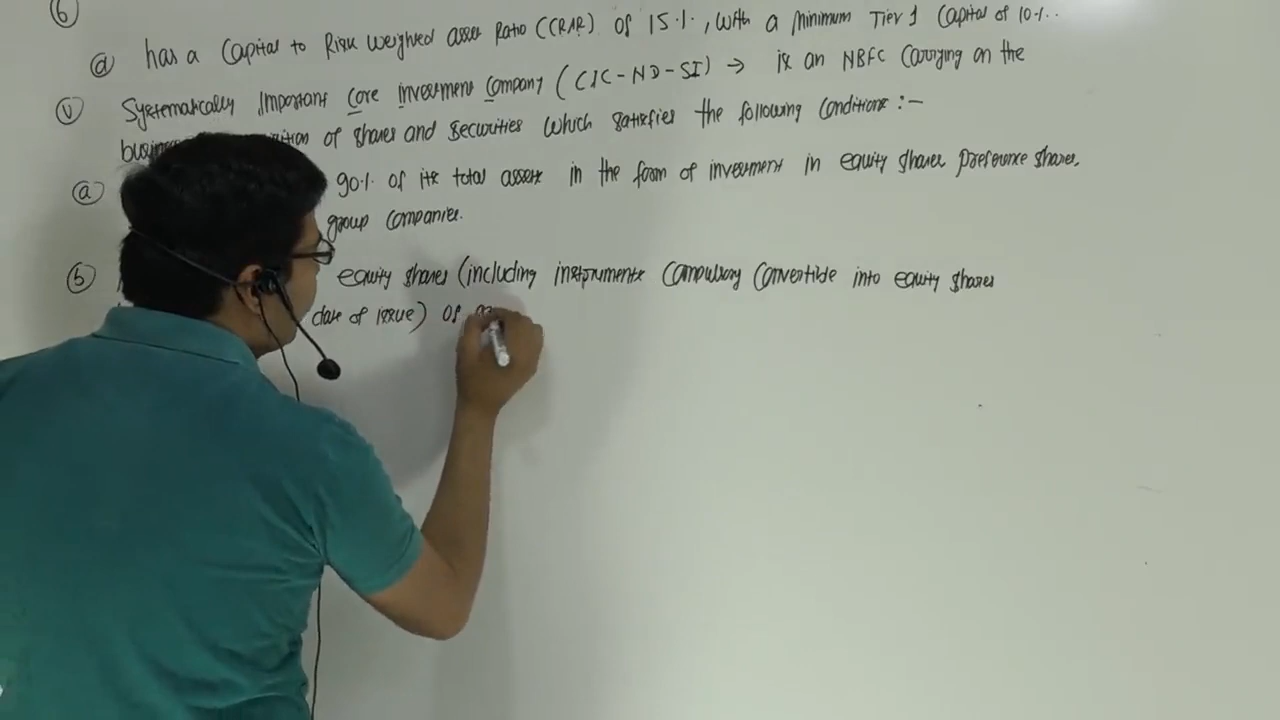 6
d has a Capital to Risk weighted asset Ratio (CRAR) of 15%, with a minimum Tier 1 Capital of 10%.
v Systematically Important Core investment Company (CIC-ND-SI) → is an NBFC Carrying on the
of shares and securities which satisfies the following conditions :-
a 90% of its total assets in the form of investment in equity shares preference shares,
group companies.
b equity shares (including instruments Compulsory Convertible into equity shares
date of issue) of